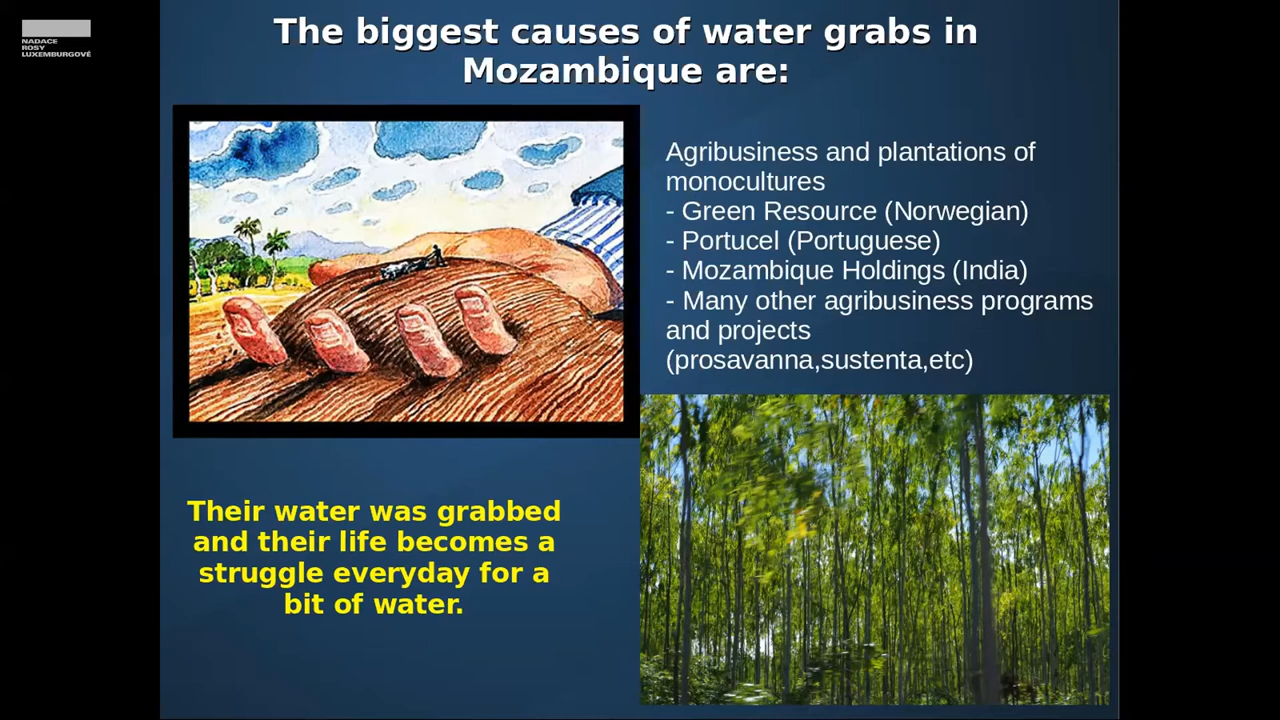 NADACE
ROSY
LUXEMBURGOVÉ
The biggest causes of water grabs in
Mozambique are:
Agribusiness and plantations of
monocultures
- Green Resource (Norwegian)
- Portucel (Portuguese)
- Mozambique Holdings (India)
- Many other agribusiness programs
and projects
(prosavanna,sustenta,etc)
Their water was grabbed
and their life becomes a
struggle everyday for a
bit of water.